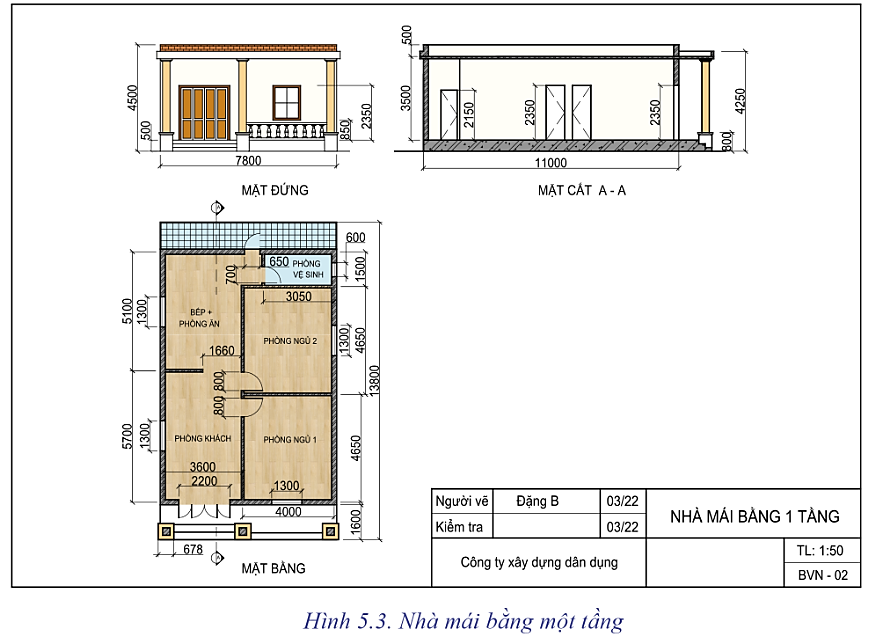 4500
500
7800
850
2350
MẶT ĐỨNG
500
3500
2150
2350
2350
4250
800
11000
MẶT CẮT A - A
A
600
650
PHÒNG
VỆ SINH
700
1500
3050
5100
1300
BẾP +
PHÒNG ĂN
PHÒNG NGỦ 2
1300
4650
1660
13800
800
800
5700
1300
PHÒNG KHÁCH
PHÒNG NGỦ 1
4650
3600
2200
1300
4000
1600
678
A
MẶT BẰNG
Người vẽ
Đặng B
03/22
Kiểm tra
03/22
NHÀ MÁI BẰNG 1 TẦNG
Công ty xây dựng dân dụng
TL: 1:50
BVN - 02
Hình 5.3. Nhà mái bằng một tầng